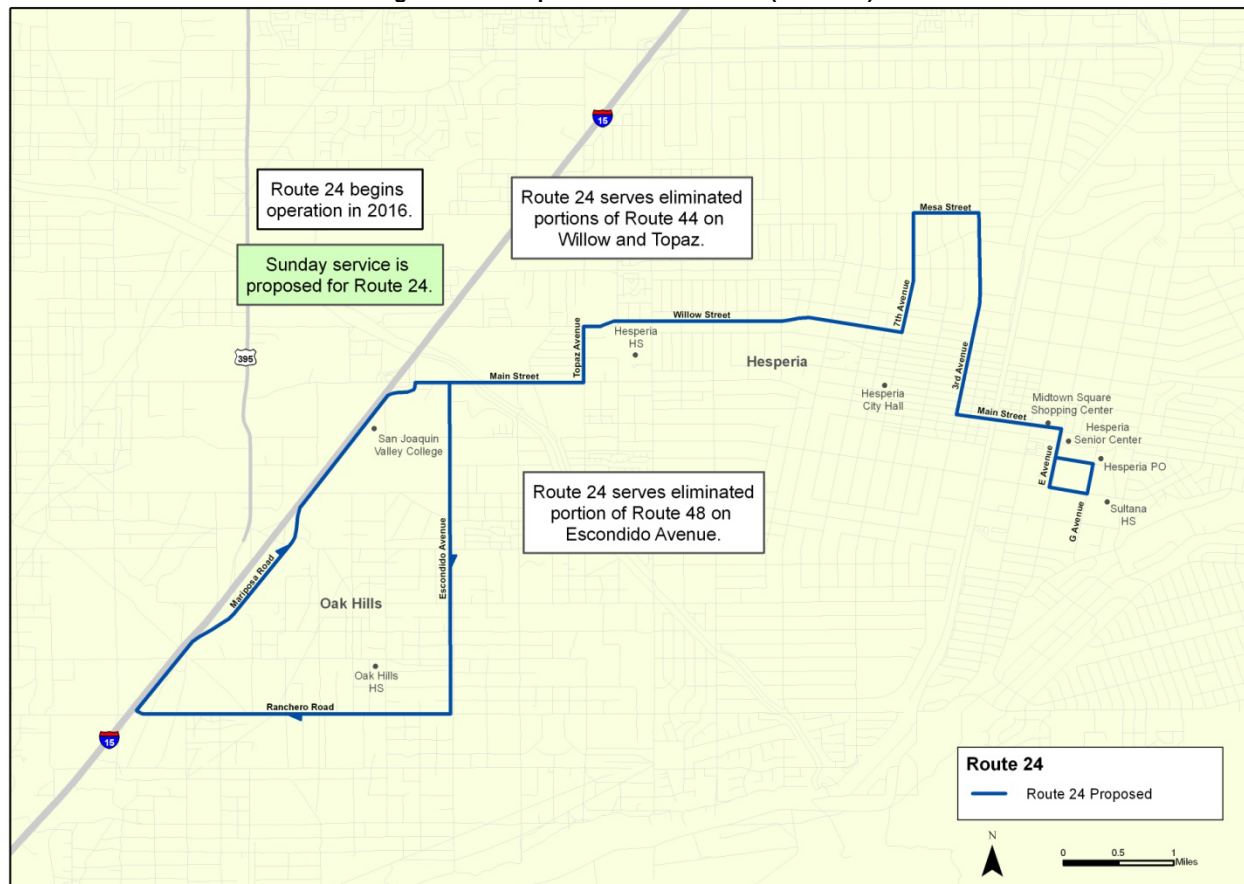 15
Route 24 begins
operation in 2016.
Route 24 serves eliminated
portions of Route 44 on
Willow and Topaz.
Sunday service is
proposed for Route 24.
Mesa Street
7th Avenue
3rd Avenue
Willow Street
Topaz Avenue
Hesperia
HS
Hesperia
395
Main Street
Hesperia
City Hall
Midtown Square
Shopping Center
Main Street
Hesperia
Senior Center
San Joaquin
Valley College
Hesperia PO
E Avenue
G Avenue
Sultana
HS
Route 24 serves eliminated
portion of Route 48 on
Escondido Avenue.
Escondido Avenue
Mariposa Road
Oak Hills
Oak Hills
HS
Ranchero Road
15
Route 24
Route 24 Proposed
N
0 0.5 1
Miles